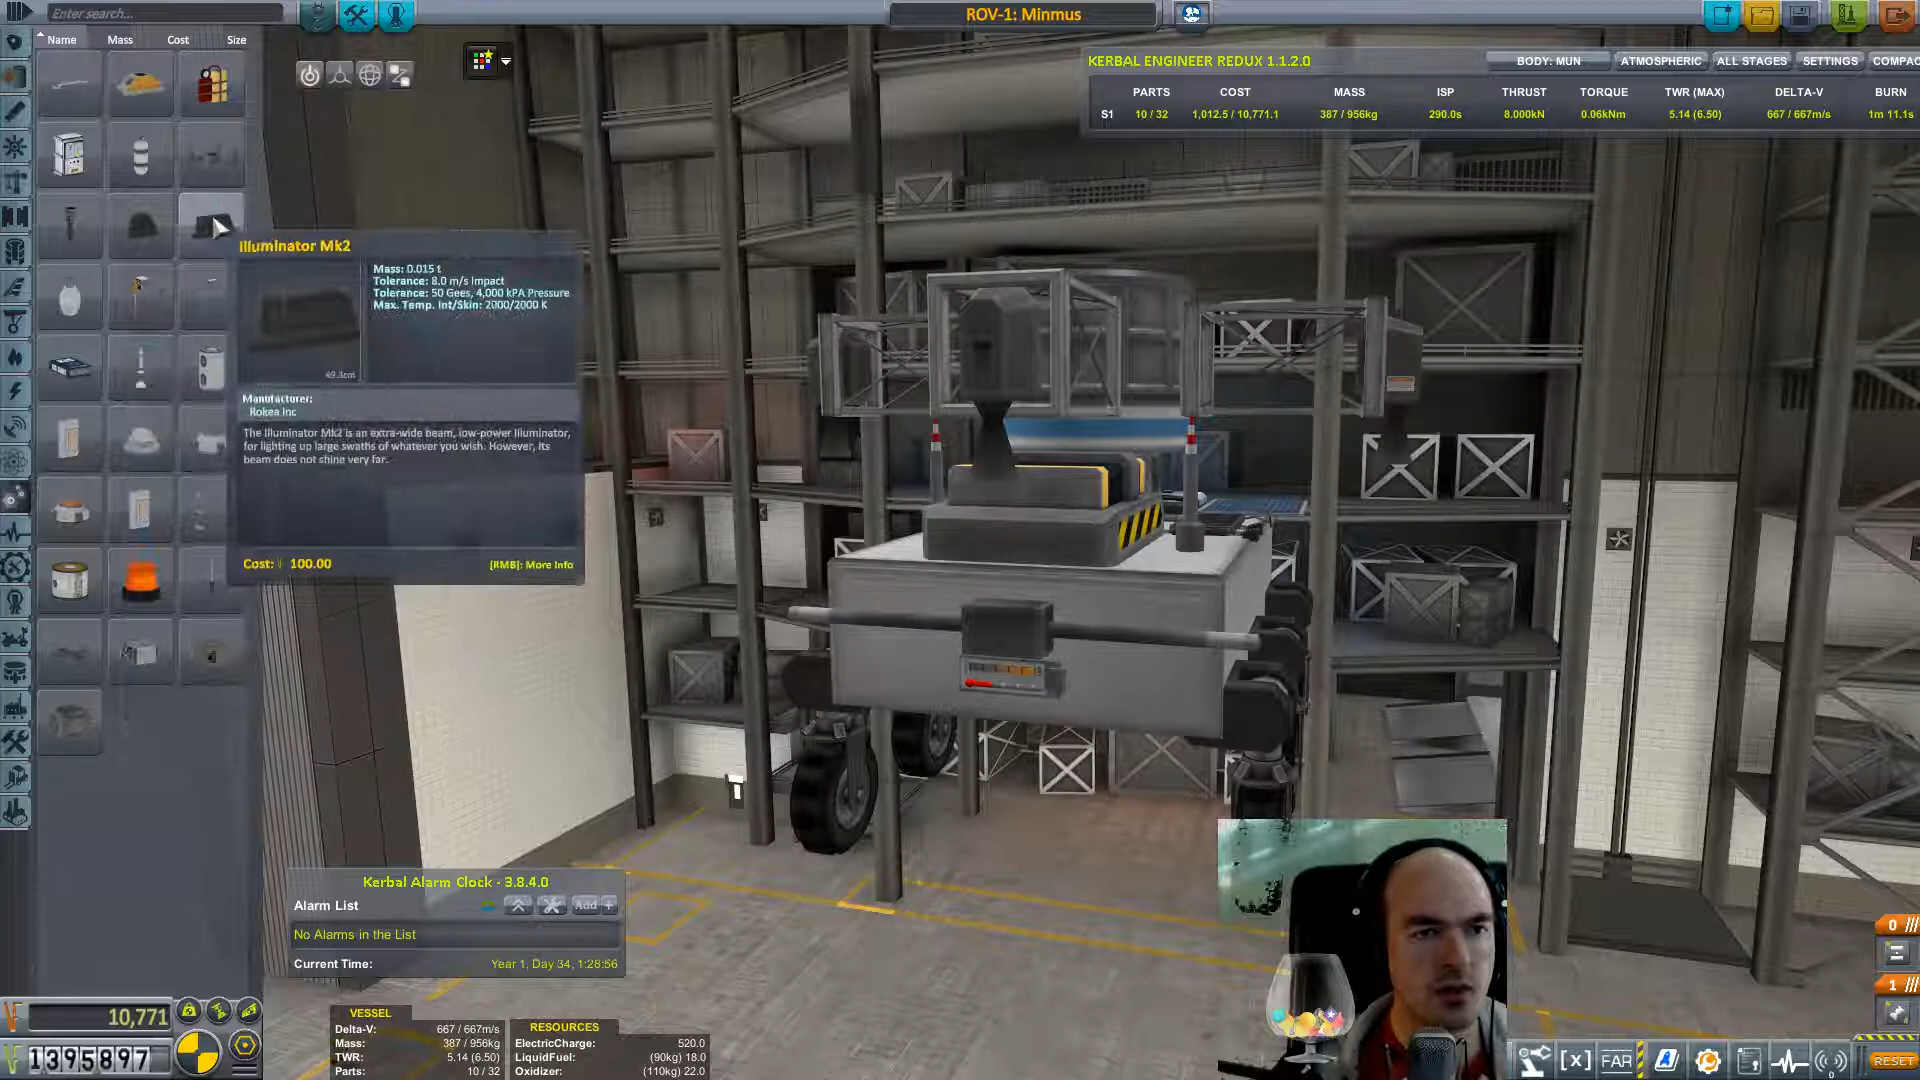 Enter search...
ROV-1: Minmus
Name Mass Cost Size
KERBAL ENGINEER REDUX 1.1.2.0
BODY: MUN ATMOSPHERIC ALL STAGES SETTINGS COMPAC
PARTS COST MASS ISP THRUST TORQUE TWR (MAX) DELTA-V BURN
S1 10 / 32 1,012.5 / 10,771.1 387 / 956kg 290.0s 8.000kN 0.06kNm 5.14 (6.50) 667 / 667m/s 1m 11.1s
Illuminator Mk2
Mass: 0.015 t
Tolerance: 8.0 m/s Impact
Tolerance: 50 Gees, 4,000 kPA Pressure
Max. Temp. Int/Skin: 2000/2000 K
49.3cm
Manufacturer:
Rokea Inc
The Illuminator Mk2 is an extra-wide beam, low-power illuminator,
for lighting up large swaths of whatever you wish. However, its
beam does not shine very far.
Cost: 100.00
[RMB]: More Info
Kerbal Alarm Clock - 3.8.4.0
Alarm List Add +
No Alarms in the List
Current Time: Year 1, Day 34, 1:28:56
10,771
1395897
VESSEL
Delta-V: 667 / 667m/s
Mass: 387 / 956kg
TWR: 5.14 (6.50)
Parts: 10 / 32
RESOURCES
ElectricCharge: 520.0
LiquidFuel: (90kg) 18.0
Oxidizer: (110kg) 22.0
0
1
[x] FAR 0 RESET